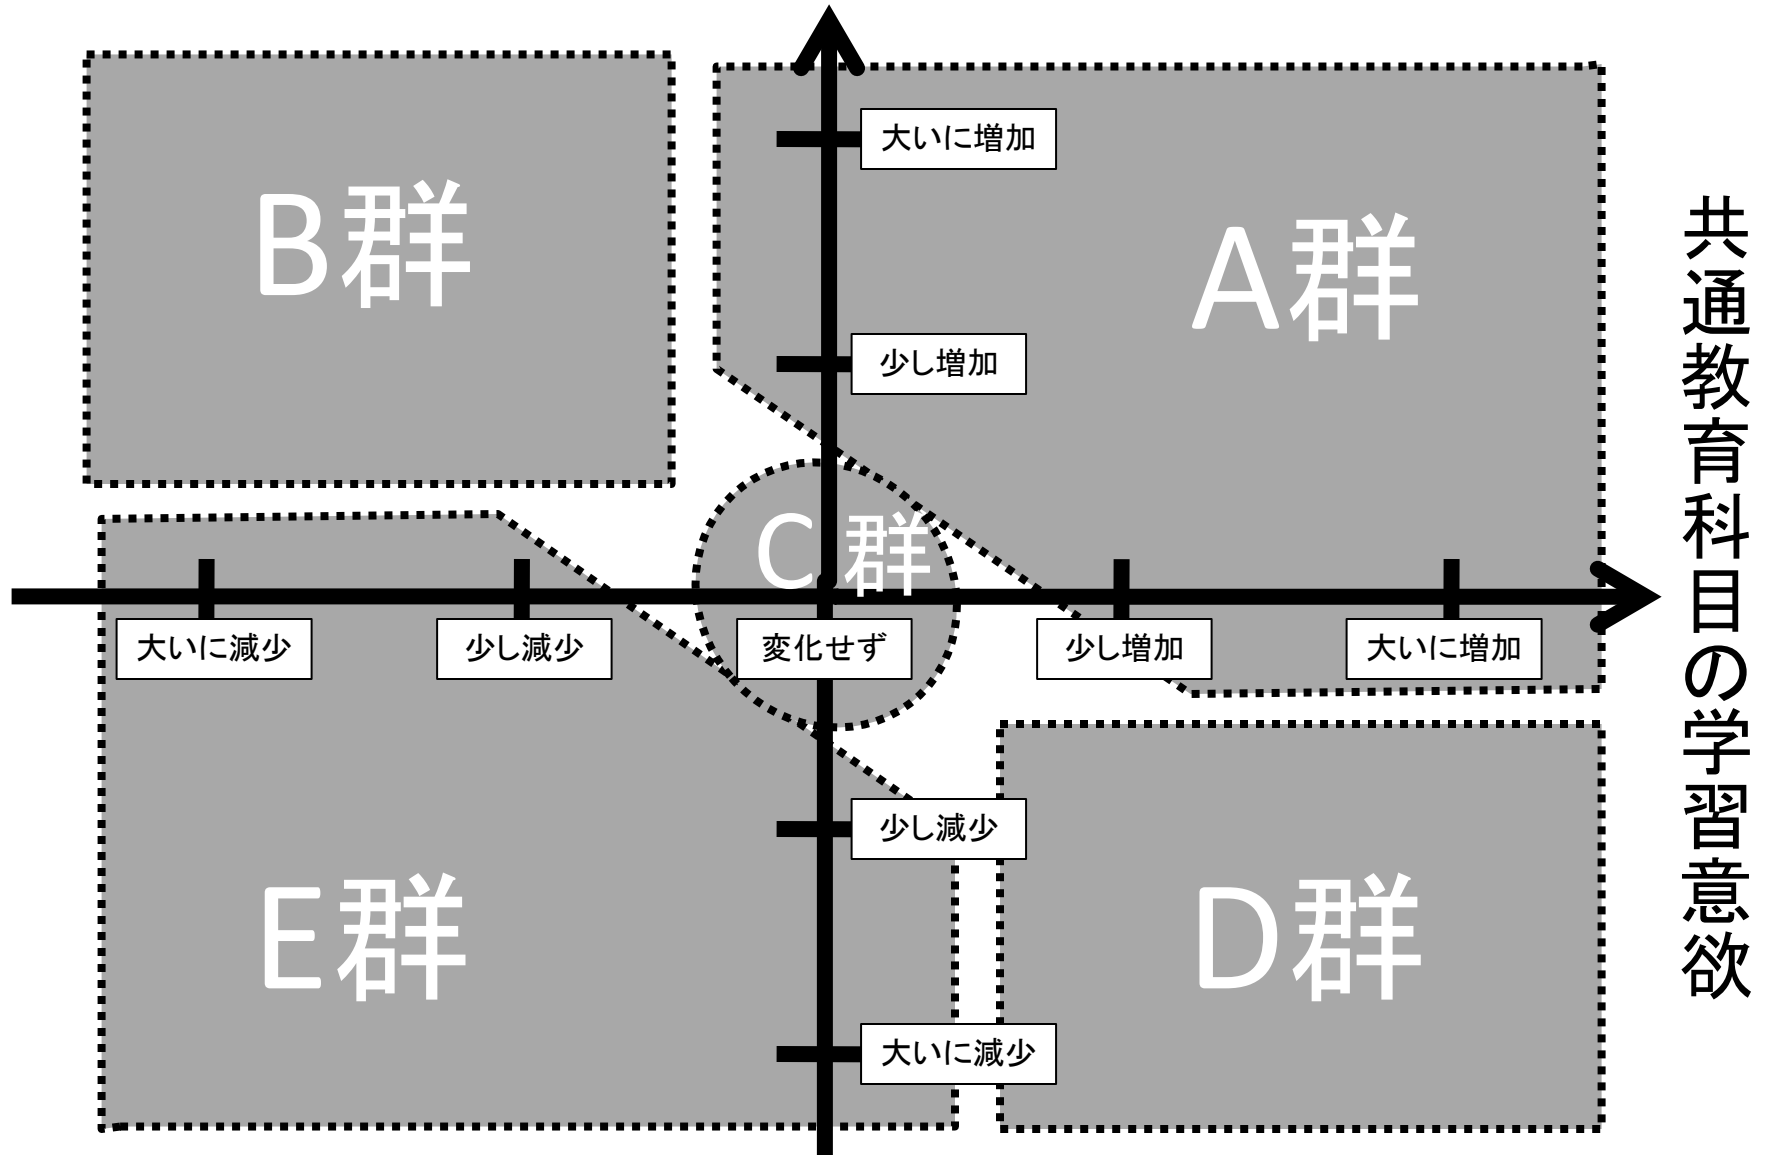 B群
A群
大いに増加
少し増加
C群
大いに減少
少し減少
変化せず
少し増加
大いに増加
少し減少
E群
D群
大いに減少
共通教育科目の学習意欲